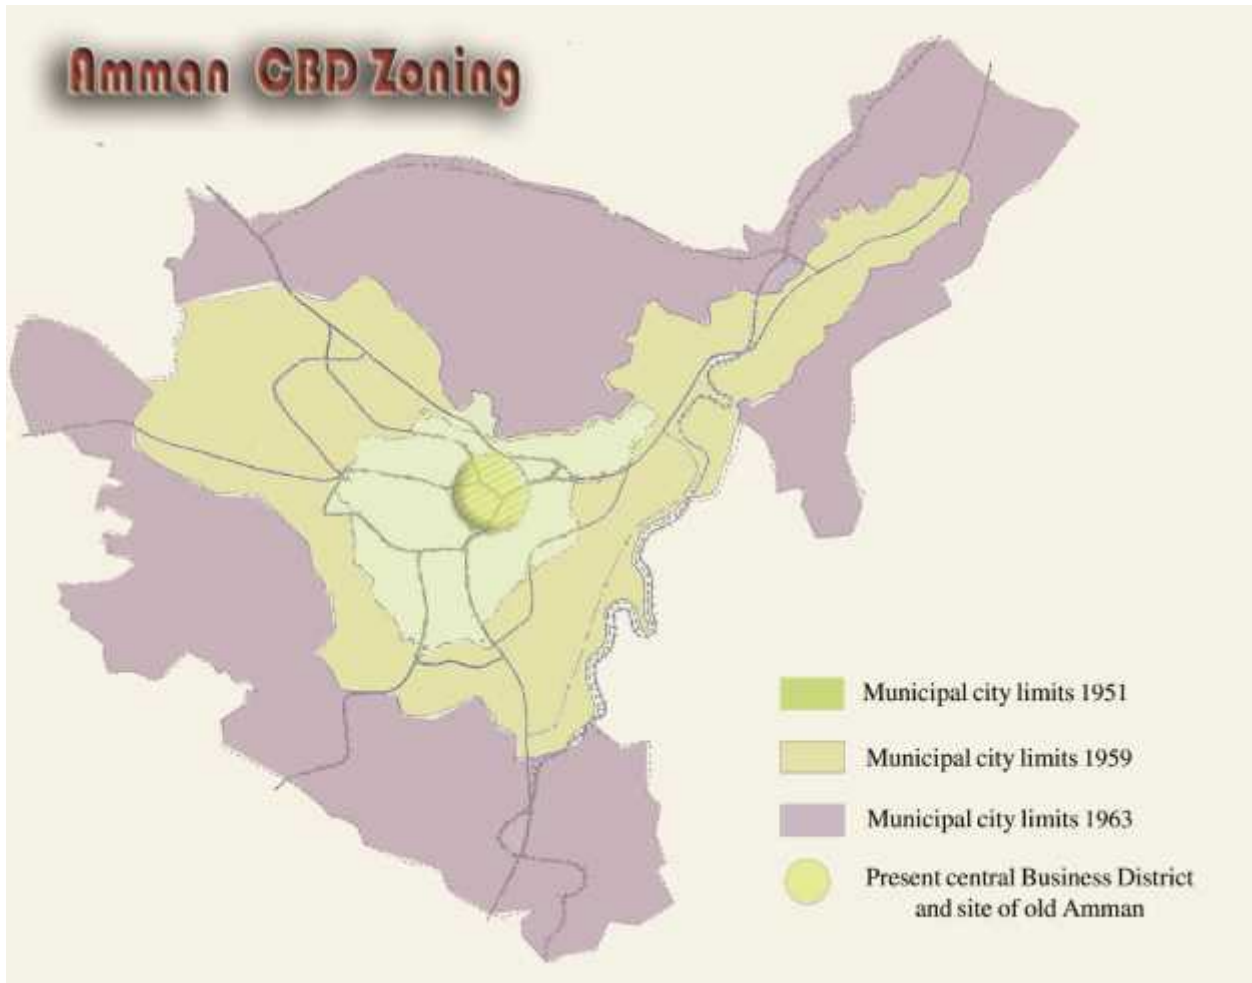 Amman CBD Zoning
Municipal city limits 1951
Municipal city limits 1959
Municipal city limits 1963
Present central Business District
and site of old Amman